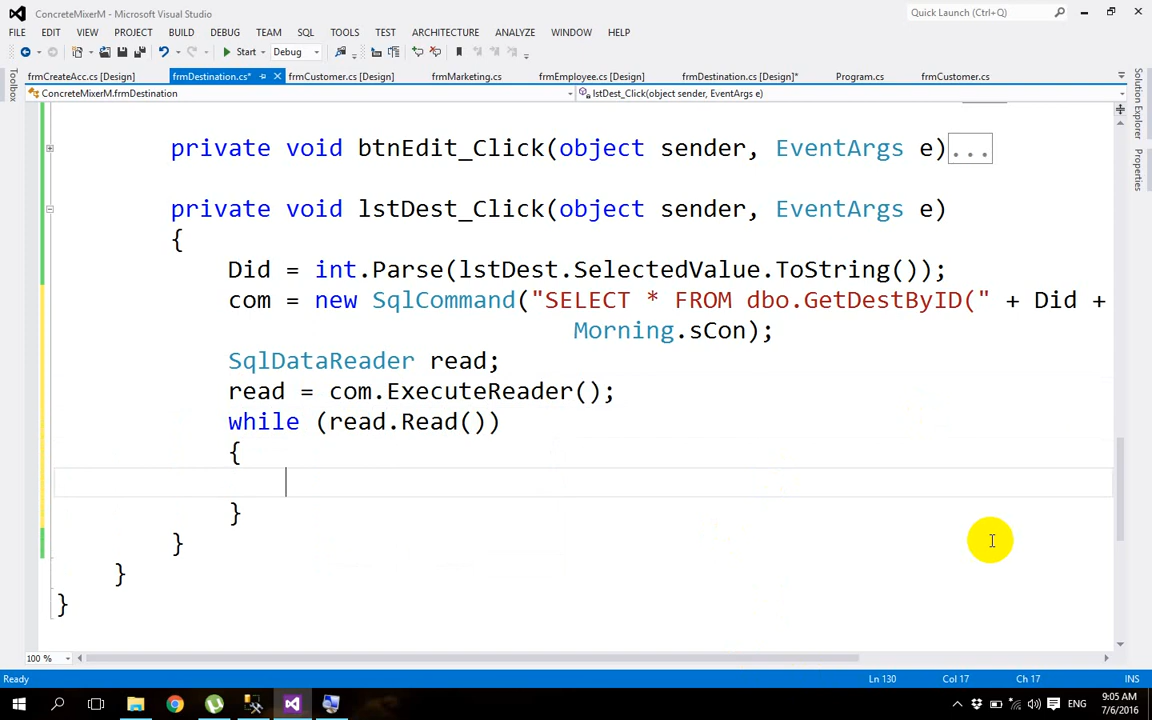 ConcreteMixerM - Microsoft Visual Studio
Quick Launch (Ctrl+Q)
FILE EDIT VIEW PROJECT BUILD DEBUG TEAM SQL TOOLS TEST ARCHITECTURE ANALYZE WINDOW HELP
Start Debug
frmCreateAcc.cs [Design] frmDestination.cs* frmCustomer.cs [Design] frmMarketing.cs frmEmployee.cs [Design] frmDestination.cs [Design]* Program.cs frmCustomer.cs
ConcreteMixerM.frmDestination lstDest_Click(object sender, EventArgs e)
Toolbox
Solution Explorer
Properties
private void btnEdit_Click(object sender, EventArgs e)...
private void lstDest_Click(object sender, EventArgs e)
{
Did = int.Parse(lstDest.SelectedValue.ToString());
com = new SqlCommand("SELECT * FROM dbo.GetDestByID(" + Did +
Morning.sCon);
SqlDataReader read;
read = com.ExecuteReader();
while (read.Read())
{
}
}
}
}
100 %
Ready Ln 130 Col 17 Ch 17 INS
ENG
9:05 AM
7/6/2016